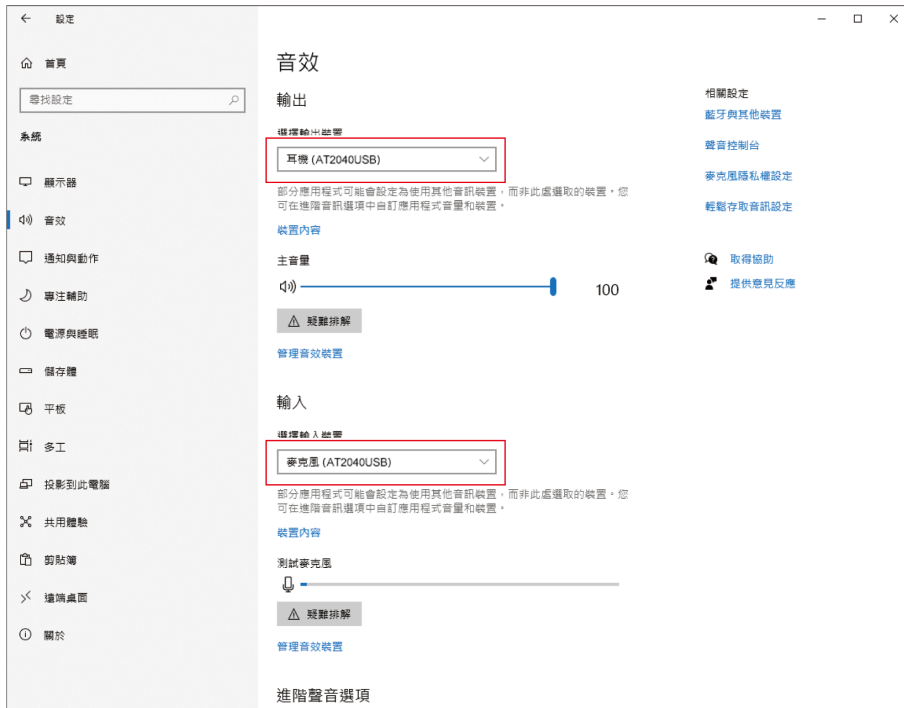 設定
首頁
尋找設定
系統
顯示器
音效
通知與動作
專注輔助
電源與睡眠
儲存體
平板
多工
投影到此電腦
共用體驗
剪貼簿
遠端桌面
關於
音效
輸出
選擇輸出裝置
耳機 (AT2040USB)
部分應用程式可能會設定為使用其他音訊裝置，而非此處選取的裝置。您
可在進階音訊選項中自訂應用程式音量和裝置。
裝置內容
主音量
100
疑難排解
管理音效裝置
輸入
選擇輸入裝置
麥克風 (AT2040USB)
部分應用程式可能會設定為使用其他音訊裝置，而非此處選取的裝置。您
可在進階音訊選項中自訂應用程式音量和裝置。
裝置內容
測試麥克風
疑難排解
管理音效裝置
進階聲音選項
相關設定
藍牙與其他裝置
聲音控制台
麥克風隱私權設定
輕鬆存取音訊設定
取得協助
提供意見反應